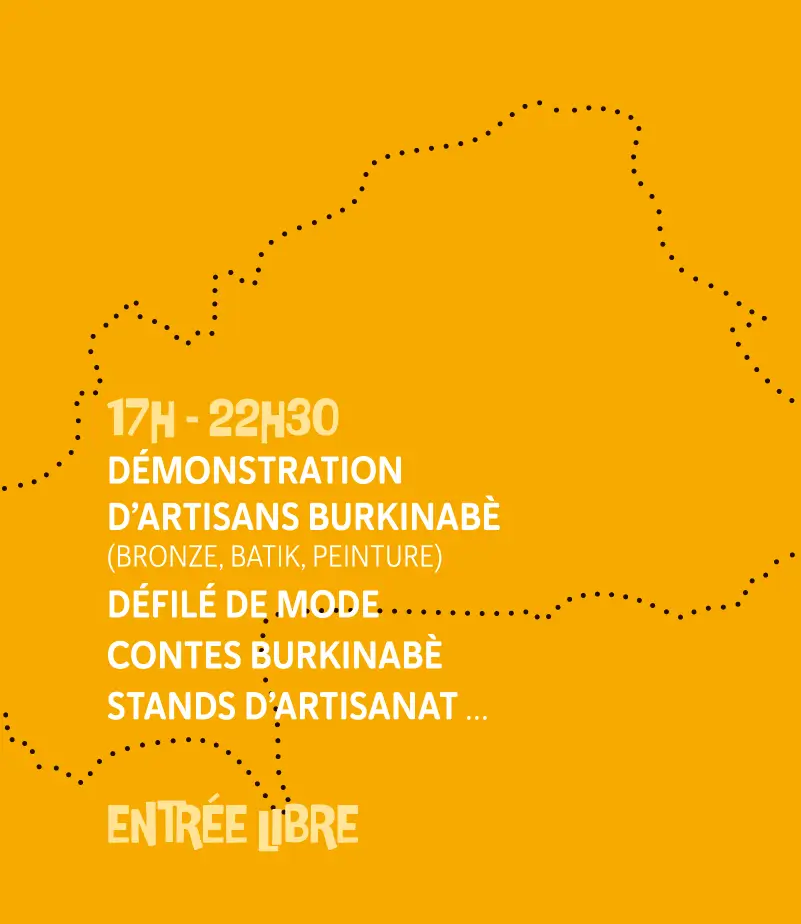 17H - 22H30
DÉMONSTRATION
D’ARTISANS BURKINABÈ
(BRONZE, BATIK, PEINTURE)
DÉFILÉ DE MODE
CONTES BURKINABÈ
STANDS D’ARTISANAT ...
ENTRÉE LIBRE